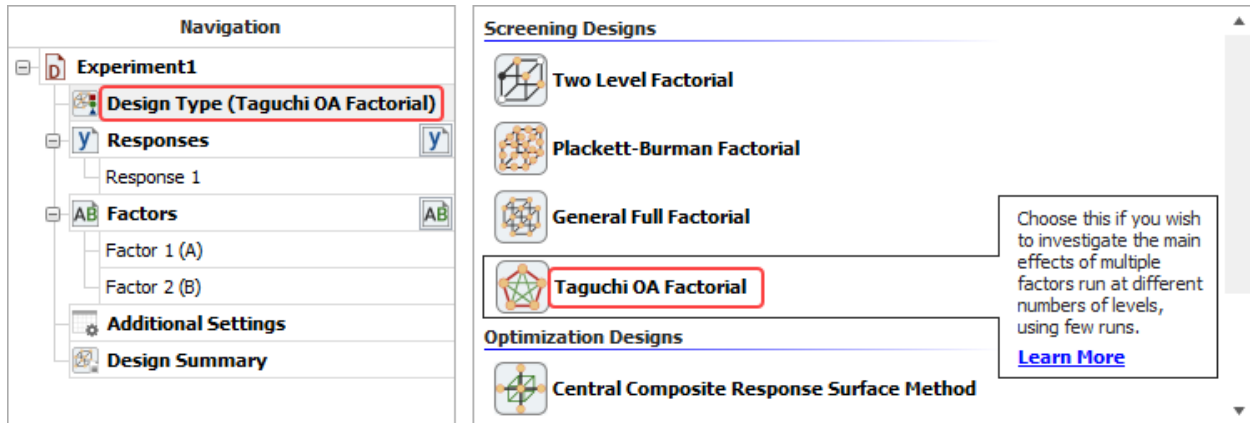 Navigation
Experiment1
Design Type (Taguchi OA Factorial)
Responses
Response 1
Factors
Factor 1 (A)
Factor 2 (B)
Additional Settings
Design Summary
Screening Designs
Two Level Factorial
Plackett-Burman Factorial
General Full Factorial
Taguchi OA Factorial
Choose this if you wish
to investigate the main
effects of multiple
factors run at different
numbers of levels,
using few runs.
Learn More
Optimization Designs
Central Composite Response Surface Method